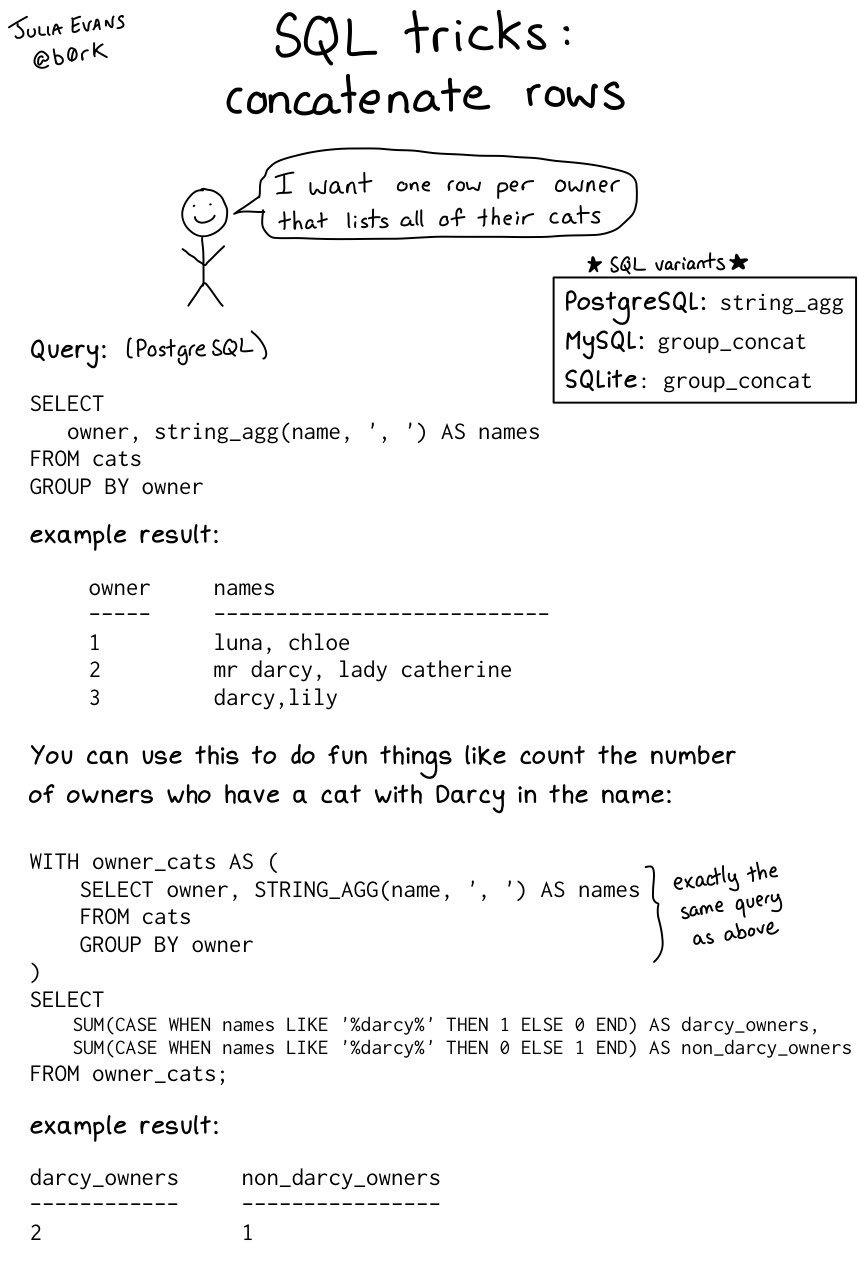 JULIA EVANS
@b0rk
SQL tricks:
concatenate rows
I want one row per owner
that lists all of their cats
★ SQL variants ★
PostgreSQL: string_agg
MySQL: group_concat
SQLite: group_concat
Query: (PostgreSQL)
SELECT
owner, string_agg(name, ', ') AS names
FROM cats
GROUP BY owner
example result:
owner names
----- ---------------------------
1 luna, chloe
2 mr darcy, lady catherine
3 darcy,lily
You can use this to do fun things like count the number
of owners who have a cat with Darcy in the name:
WITH owner_cats AS (
SELECT owner, STRING_AGG(name, ', ') AS names
FROM cats
GROUP BY owner
)
exactly the
same query
as above
SELECT
SUM(CASE WHEN names LIKE '%darcy%' THEN 1 ELSE 0 END) AS darcy_owners,
SUM(CASE WHEN names LIKE '%darcy%' THEN 0 ELSE 1 END) AS non_darcy_owners
FROM owner_cats;
example result:
darcy_owners non_darcy_owners
------------ ----------------
2 1